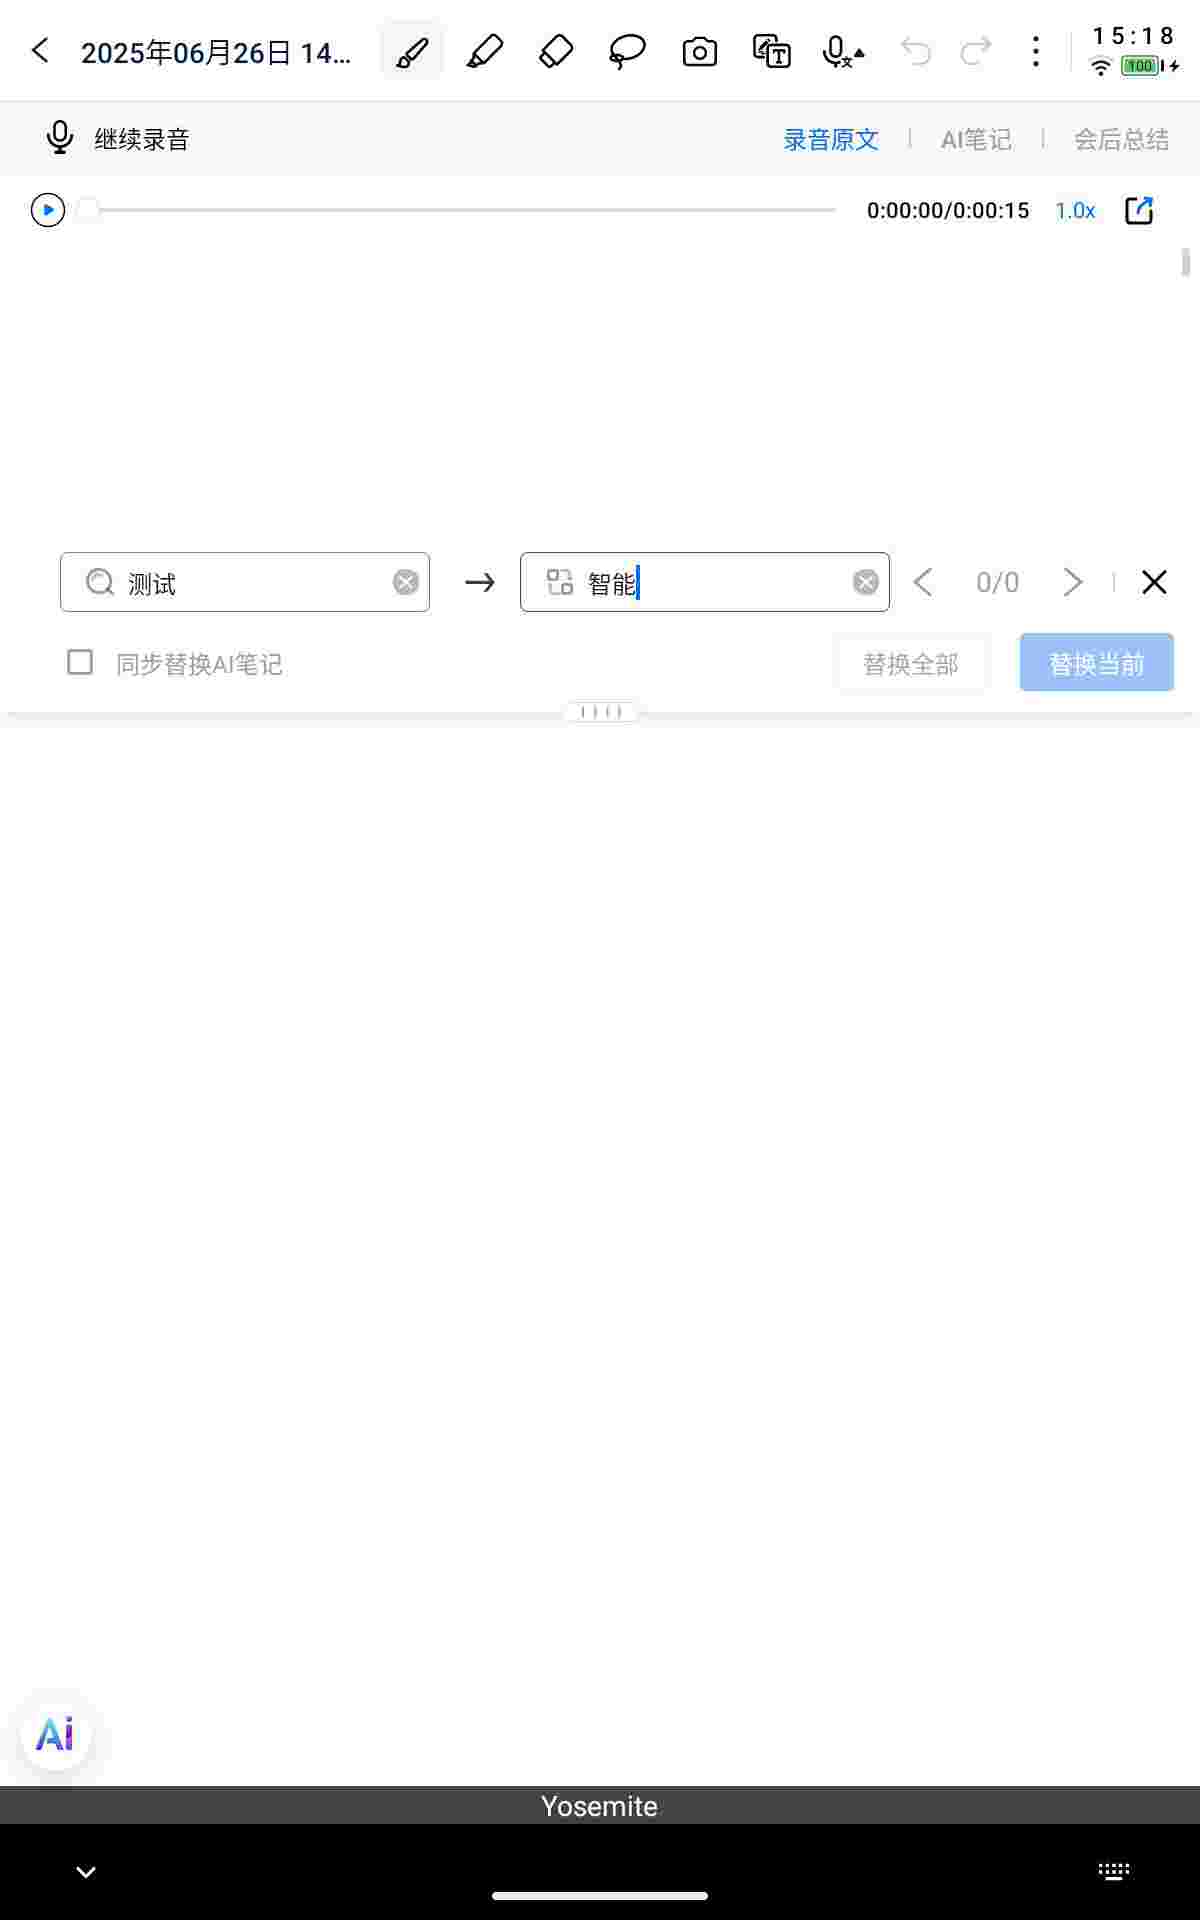 2025年06月26日 14...
15:18
100
继续录音
录音原文
AI笔记
会后总结
0:00:00/0:00:15
1.0x
测试
智能
0/0
同步替换AI笔记
替换全部
替换当前
Ai
Yosemite